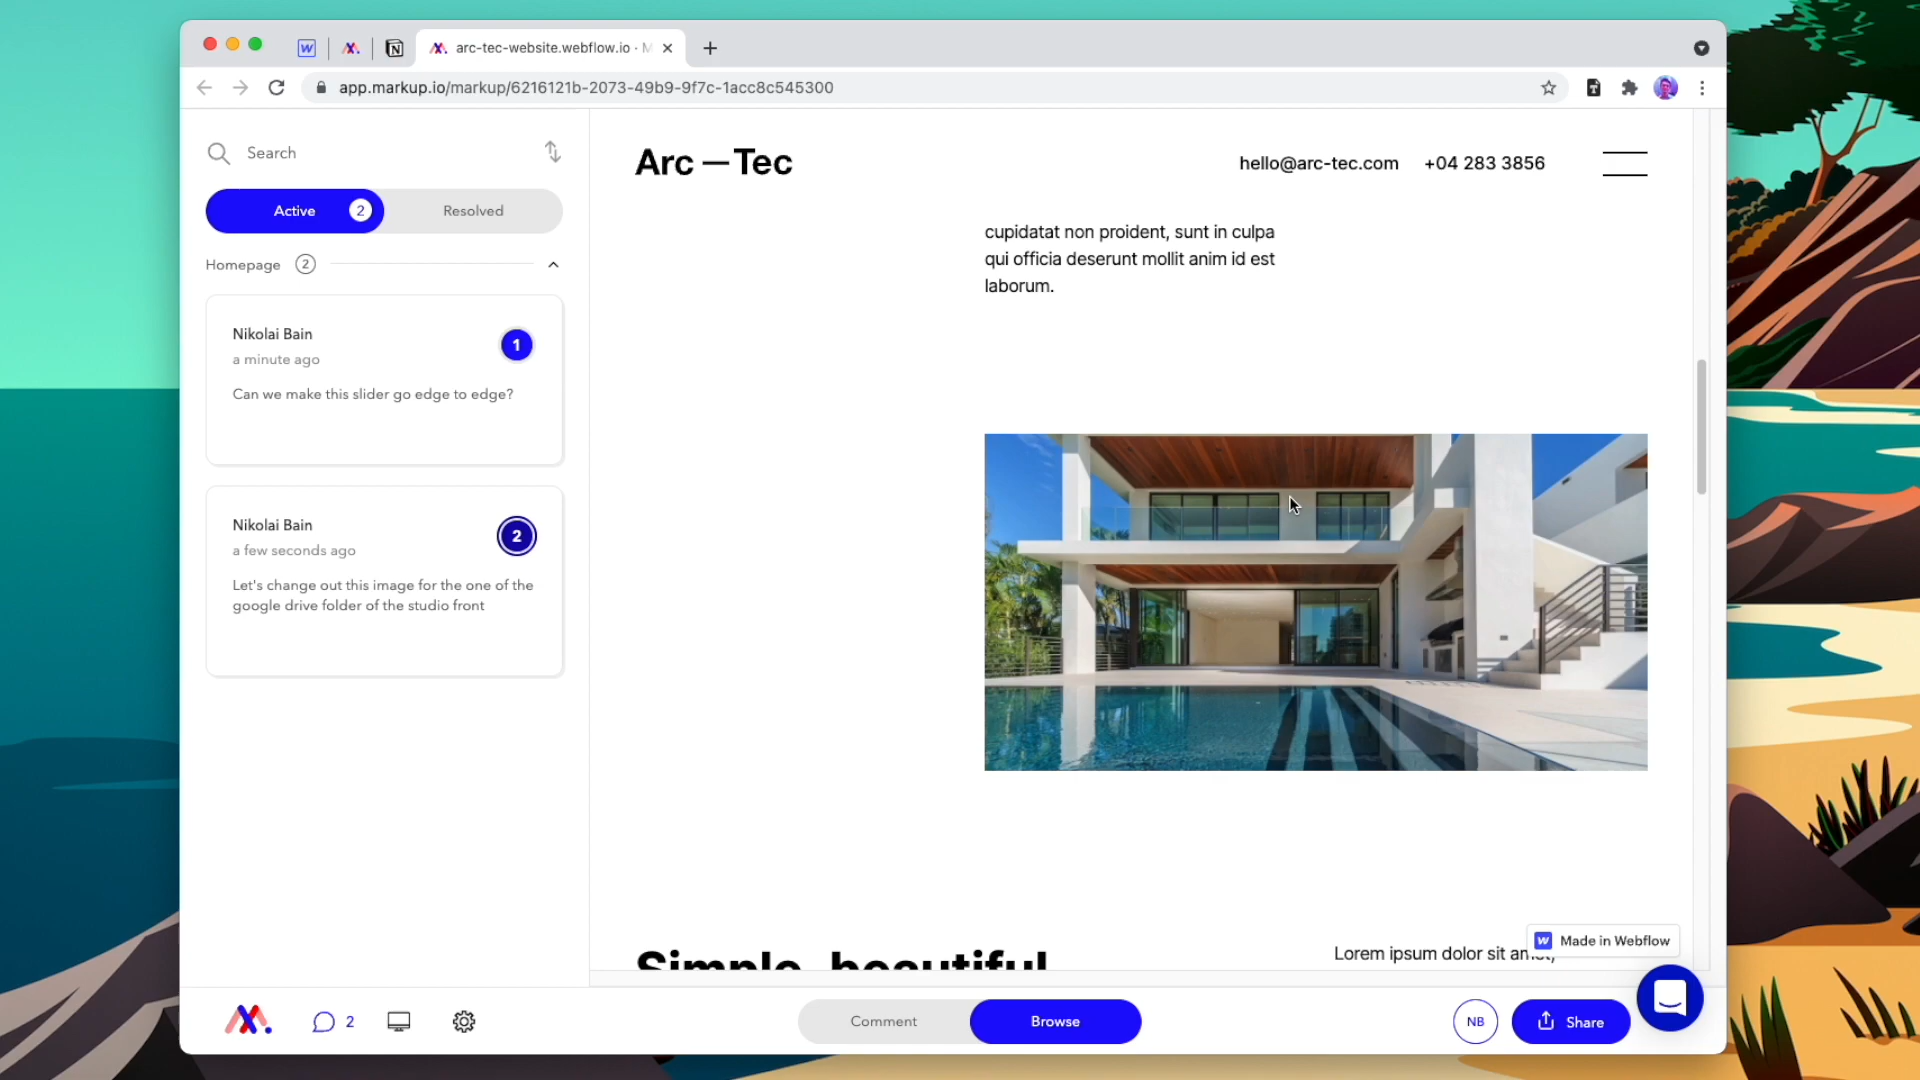 arc-tec-website.webflow.io · M
app.markup.io/markup/6216121b-2073-49b9-9f7c-1acc8c545300
Search
Active 2
Resolved
Homepage 2
Nikolai Bain
1
a minute ago
Can we make this slider go edge to edge?
Nikolai Bain
2
a few seconds ago
Let's change out this image for the one of the
google drive folder of the studio front
Arc — Tec
hello@arc-tec.com
+04 283 3856
cupidatat non proident, sunt in culpa
qui officia deserunt mollit anim id est
laborum.
Simple, beautiful
Lorem ipsum dolor sit amet,
Made in Webflow
2
Comment
Browse
NB
Share